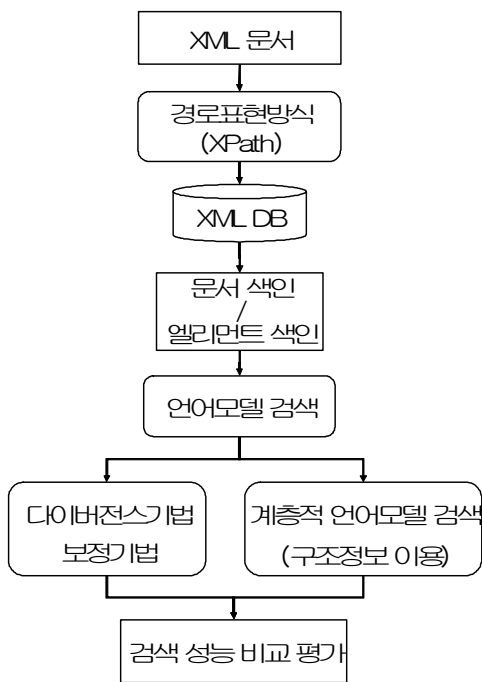 XML 문서
경로표현방식
(XPath)
XML DB
문서 색인
/
엘리먼트 색인
언어모델 검색
다이버전스기법
보정기법
계층적 언어모델 검색
(구조정보 이용)
검색 성능 비교 평가